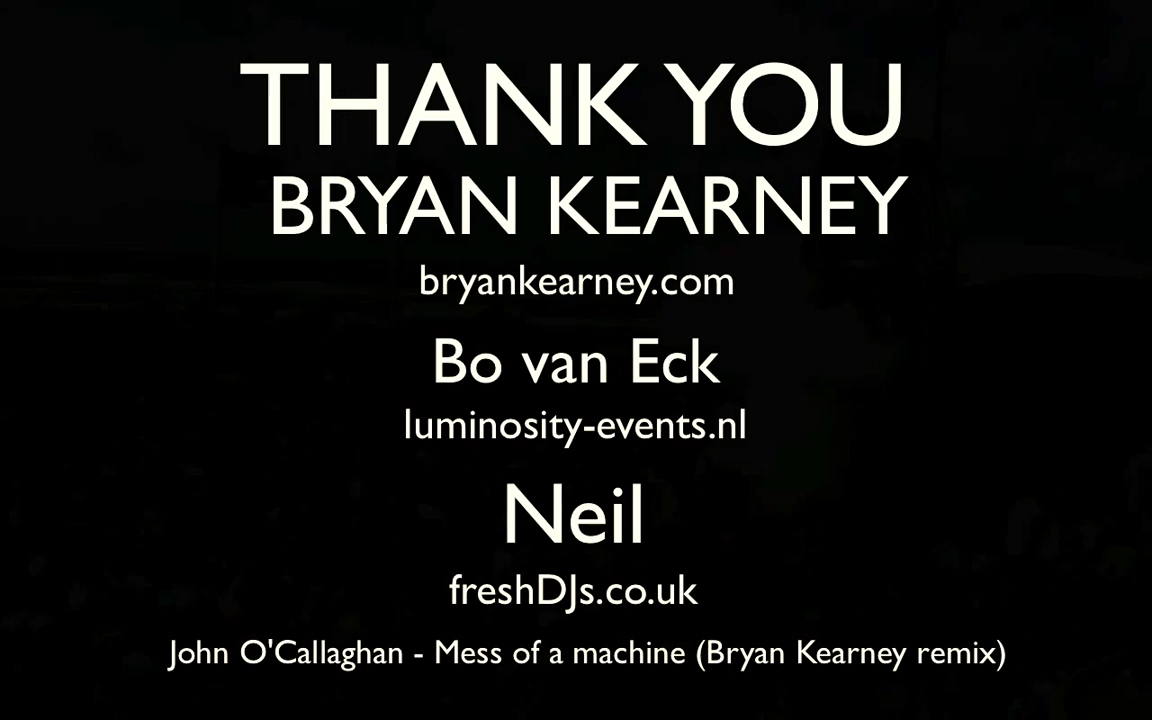 THANK YOU
BRYAN KEARNEY
bryankearney.com
Bo van Eck
luminosity-events.nl
Neil
freshDJs.co.uk
John O'Callaghan - Mess of a machine (Bryan Kearney remix)